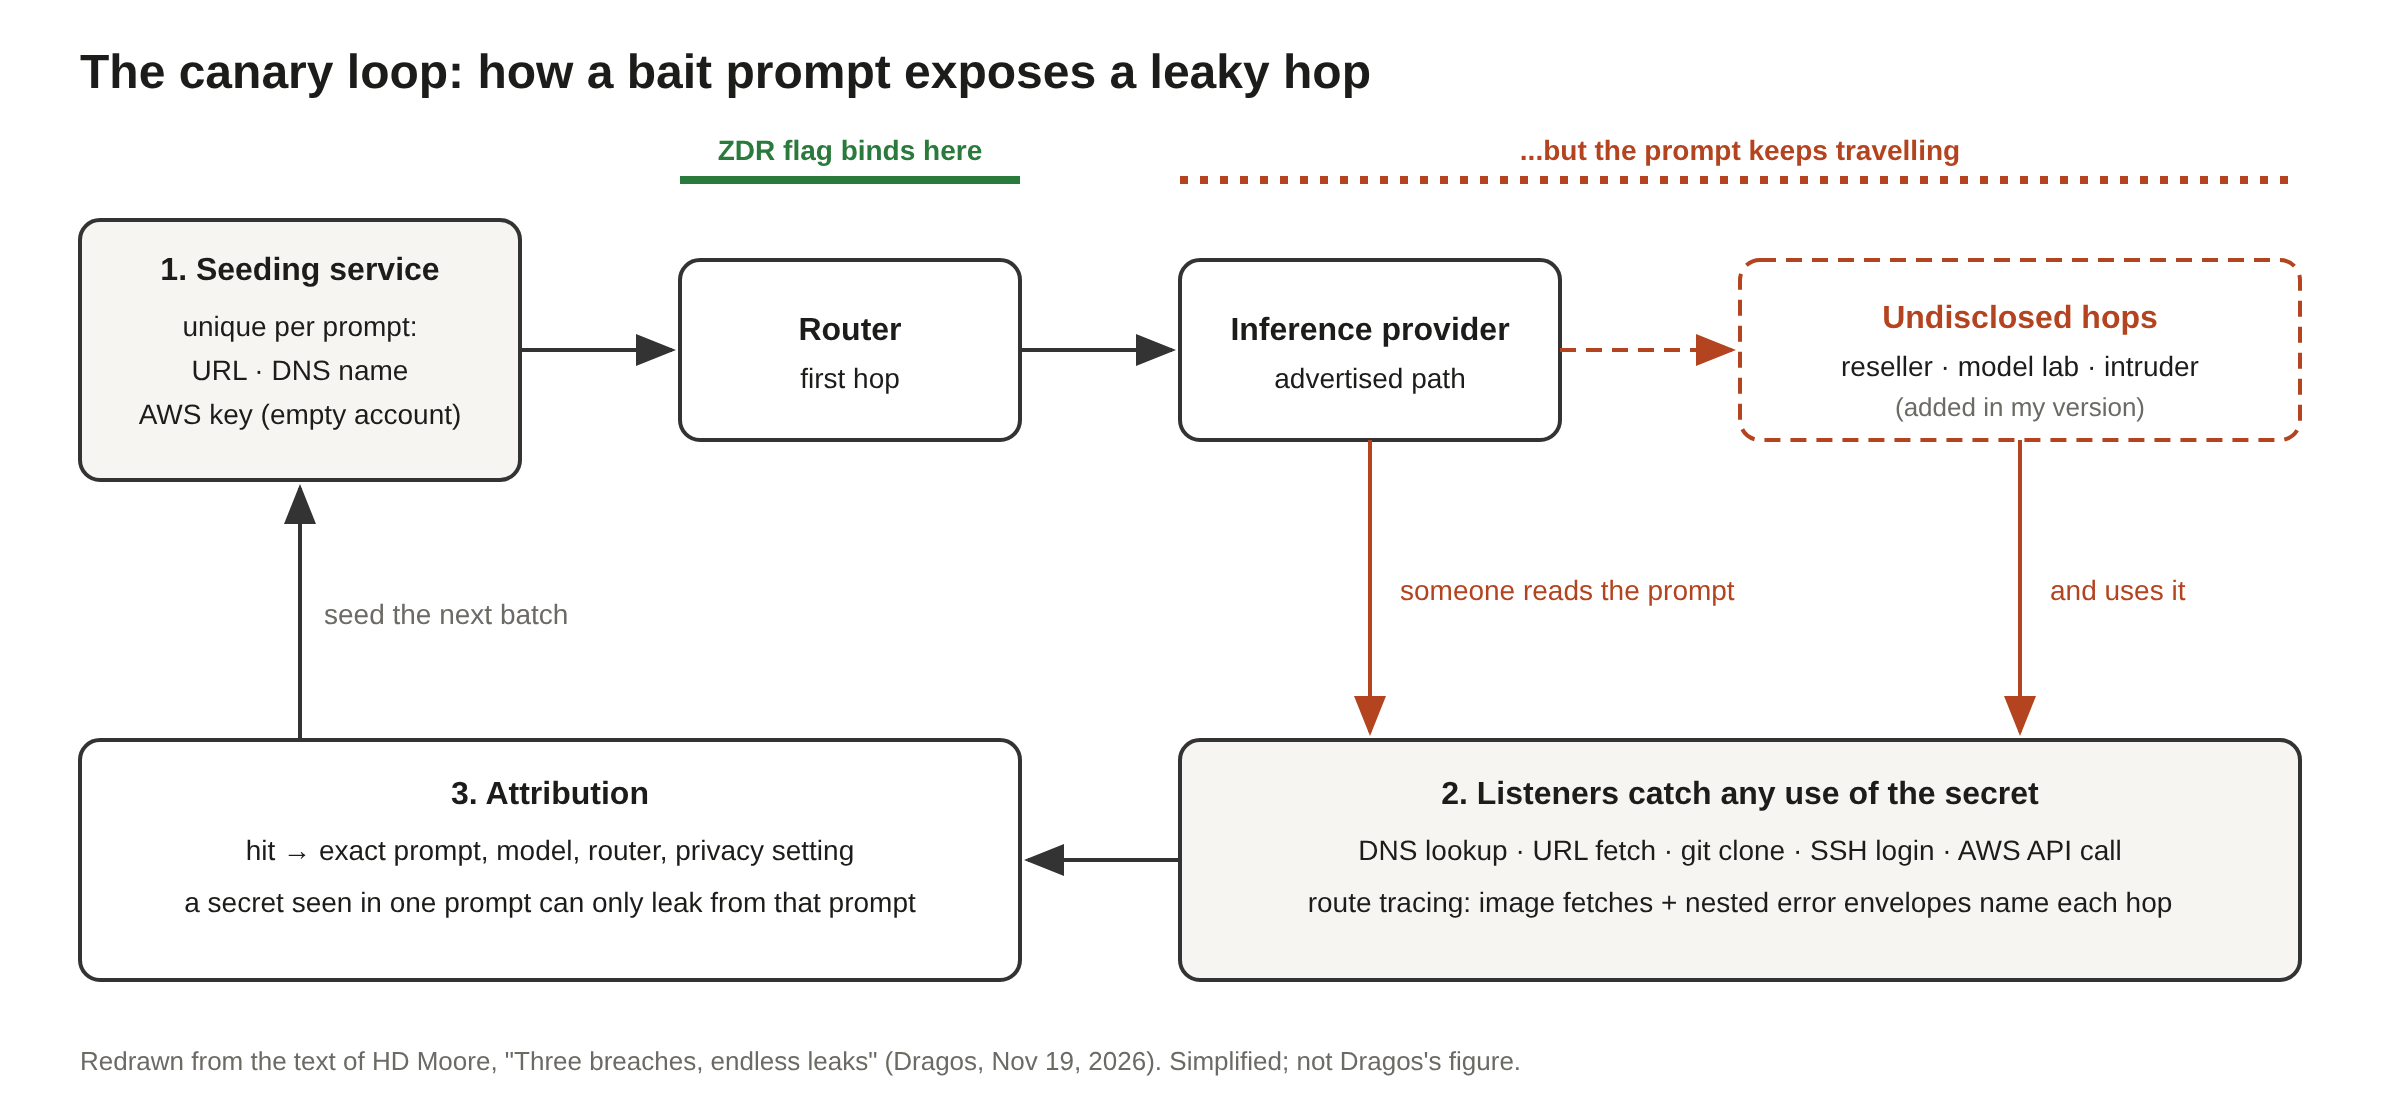 The canary loop: how a bait prompt exposes a leaky hop
ZDR flag binds here
...but the prompt keeps travelling
1. Seeding service
unique per prompt:
URL · DNS name
AWS key (empty account)
Router
first hop
Inference provider
advertised path
Undisclosed hops
reseller · model lab · intruder
(added in my version)
someone reads the prompt
and uses it
seed the next batch
3. Attribution
hit → exact prompt, model, router, privacy setting
a secret seen in one prompt can only leak from that prompt
2. Listeners catch any use of the secret
DNS lookup · URL fetch · git clone · SSH login · AWS API call
route tracing: image fetches + nested error envelopes name each hop
Redrawn from the text of HD Moore, "Three breaches, endless leaks" (Dragos, Nov 19, 2026). Simplified; not Dragos's figure.